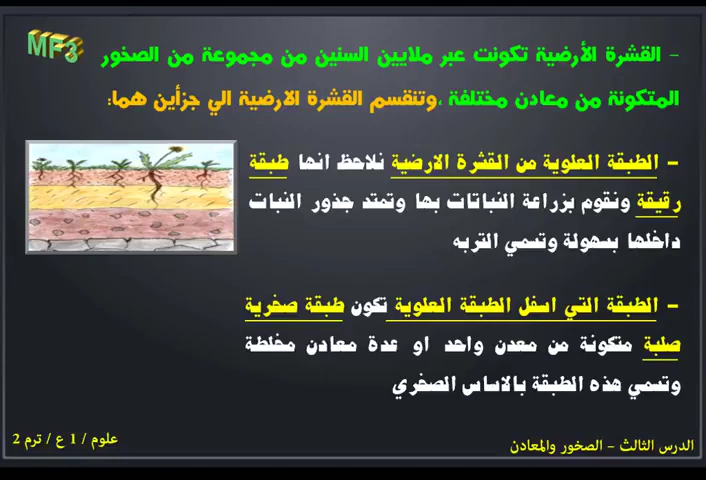 MF3
- القشرة الأرضية تكونت عبر ملايين السنين من مجموعة من الصخور
المتكونة من معادن مختلفة ،وتنقسم القشرة الارضية الي جزأين هما:
- الطبقة العلوية من القشرة الارضية نلاحظ انها طبقة
رقيقة ونقوم بزراعة النباتات بها وتمتد جذور النبات
داخلها بسهولة وتسمي التربه
- الطبقة التي اسفل الطبقة العلوية تكون طبقة صخرية
صلبة متكونة من معدن واحد او عدة معادن مخلطة
وتسمي هذه الطبقة بالاساس الصخري
الدرس الثالث - الصخور والمعادن
علوم / 1 ع / ترم 2